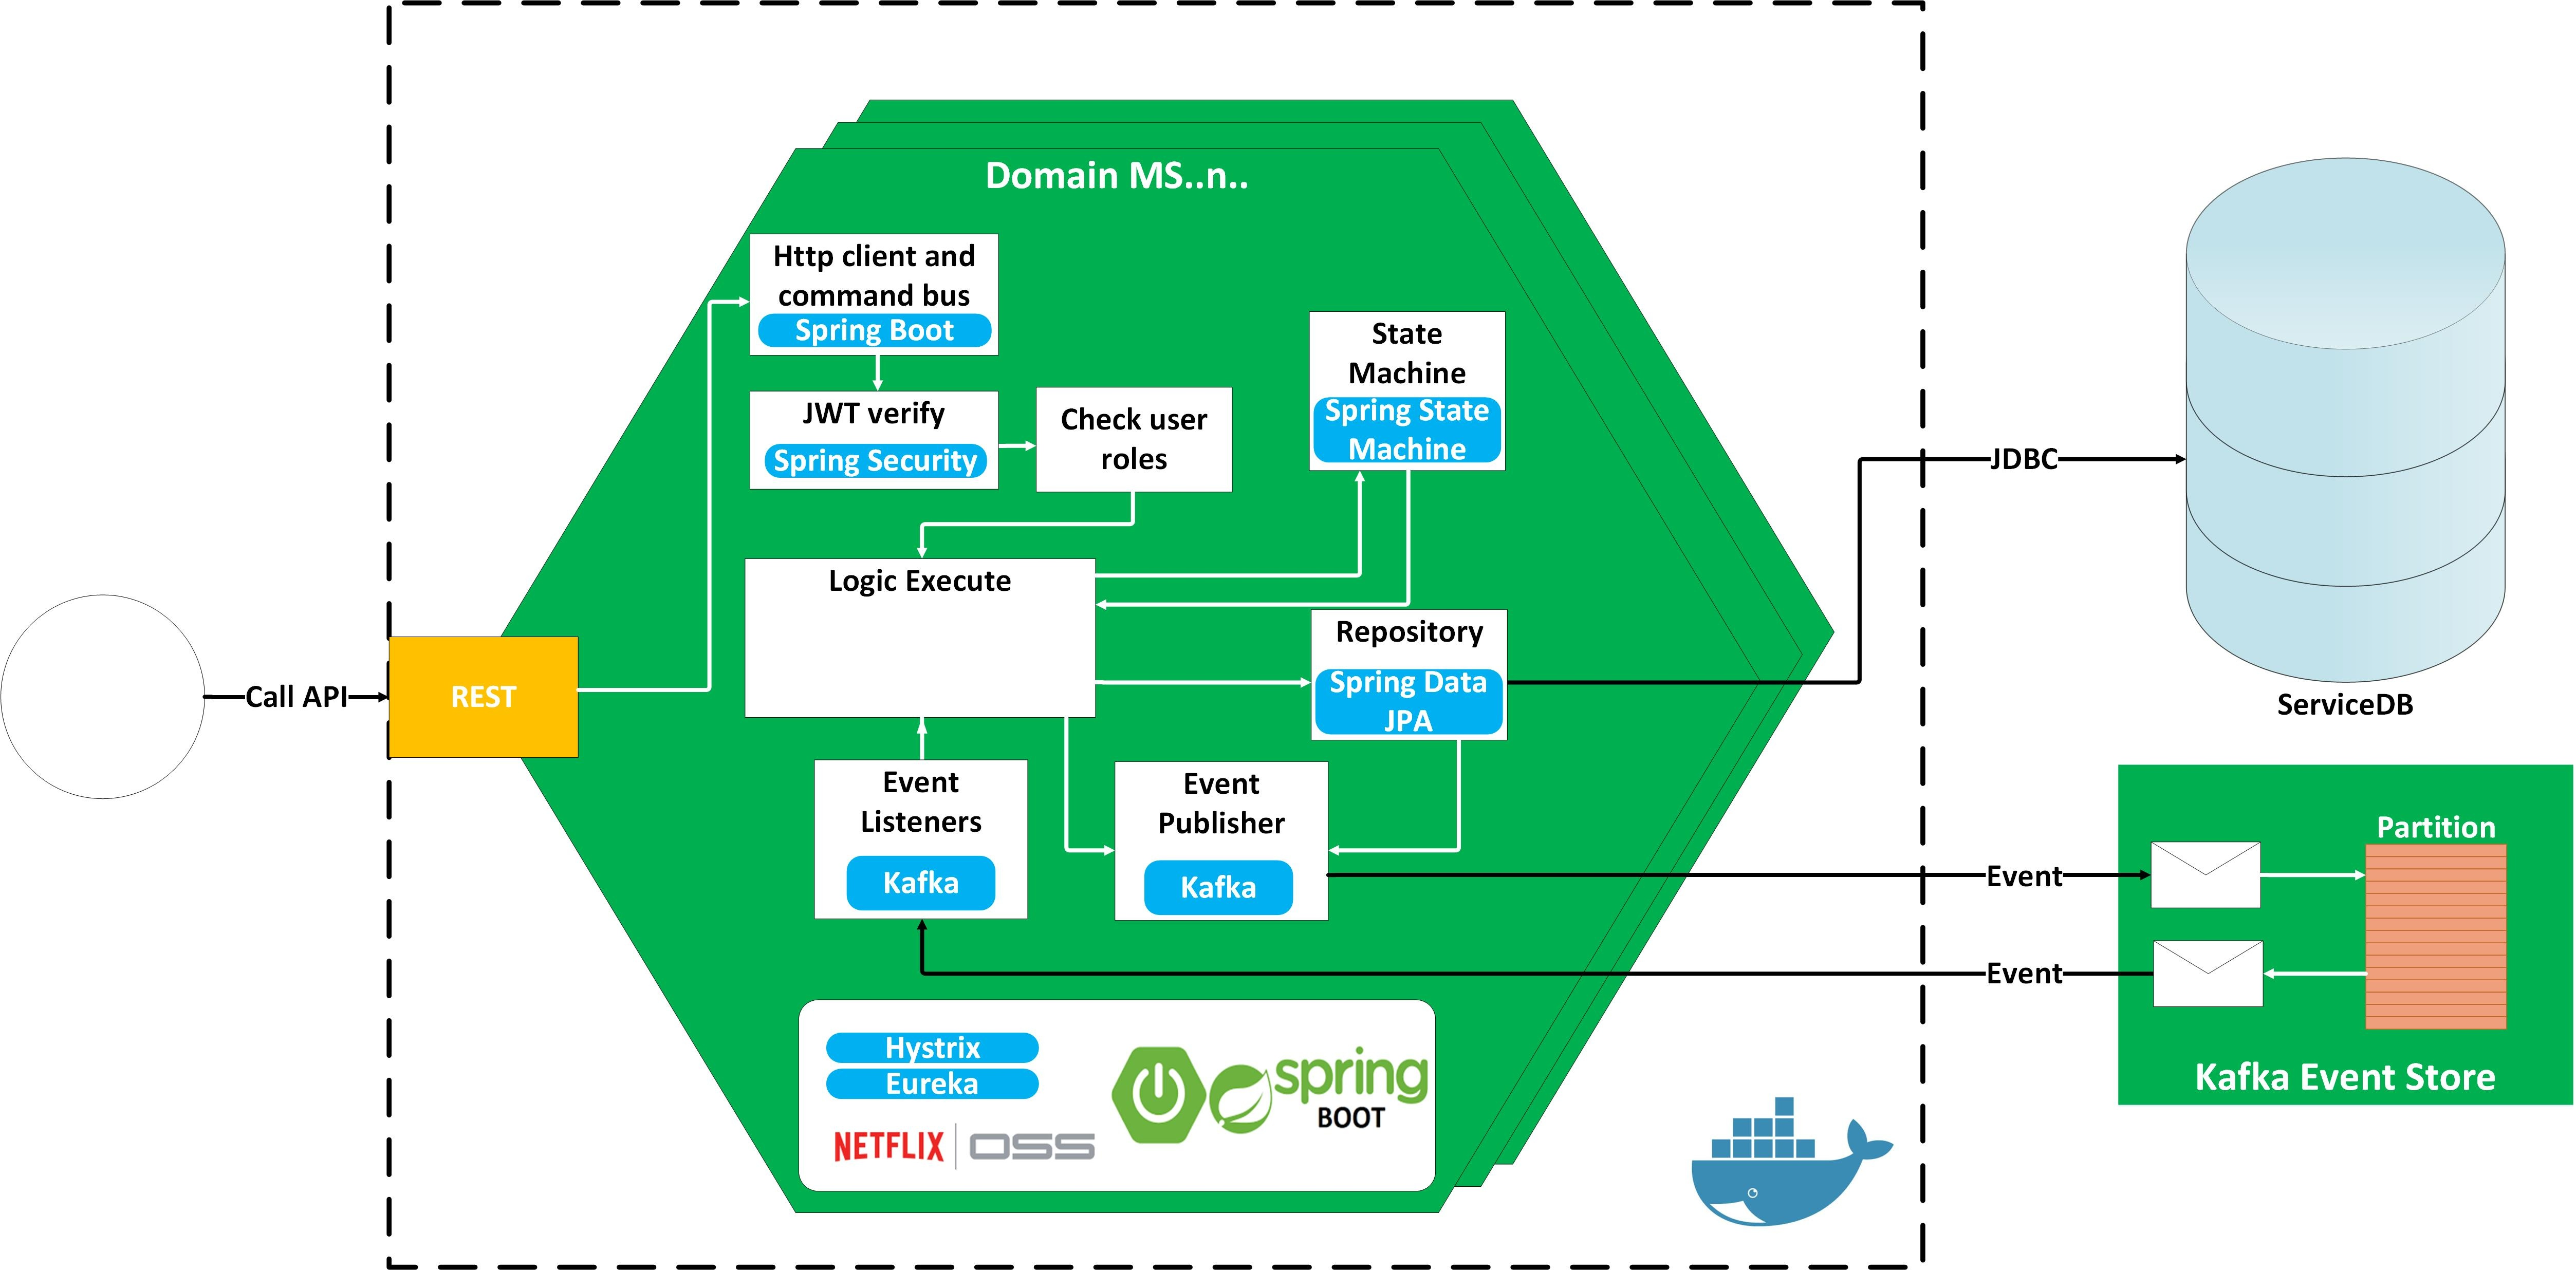 Domain MS..n..
Http client and
command bus
Spring Boot
JWT verify
Spring Security
Check user
roles
State
Machine
Spring State
Machine
Logic Execute
Call API
REST
Repository
Spring Data
JPA
Event
Listeners
Kafka
Event
Publisher
Kafka
JDBC
ServiceDB
Event
Event
Partition
Kafka Event Store
Hystrix
Eureka
NETFLIX OSS
spring
BOOT